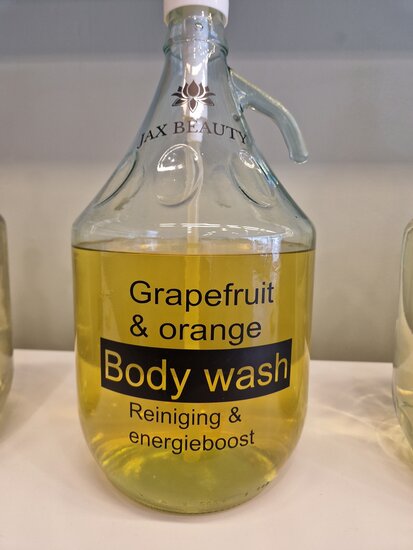 JAX BEAUTY
Grapefruit
& orange
Body wash
Reiniging &
energieboost